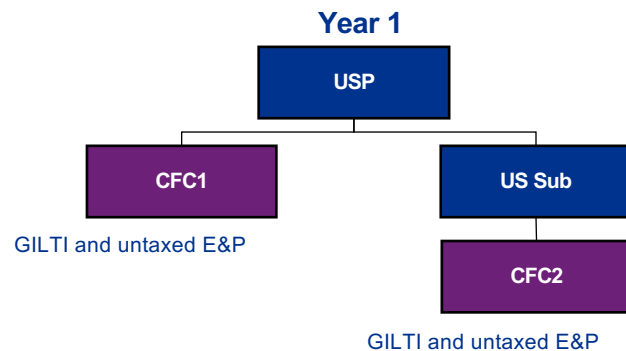 Year 1
USP
CFC1
US Sub
GILTI and untaxed E&P
CFC2
GILTI and untaxed E&P